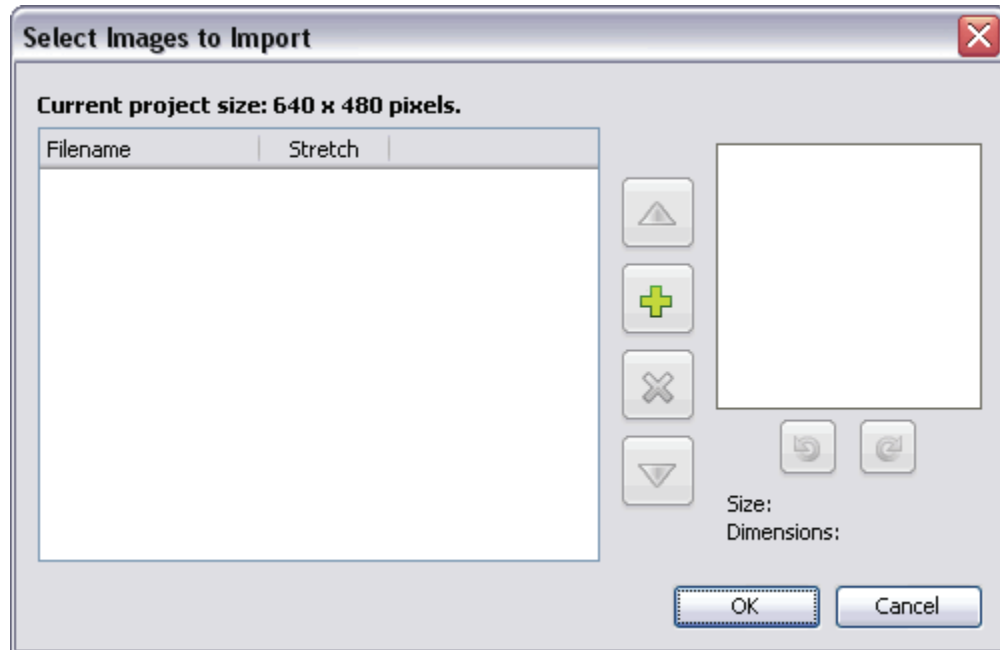 Select Images to Import
Current project size: 640 x 480 pixels.
Filename Stretch
Size:
Dimensions:
OK Cancel